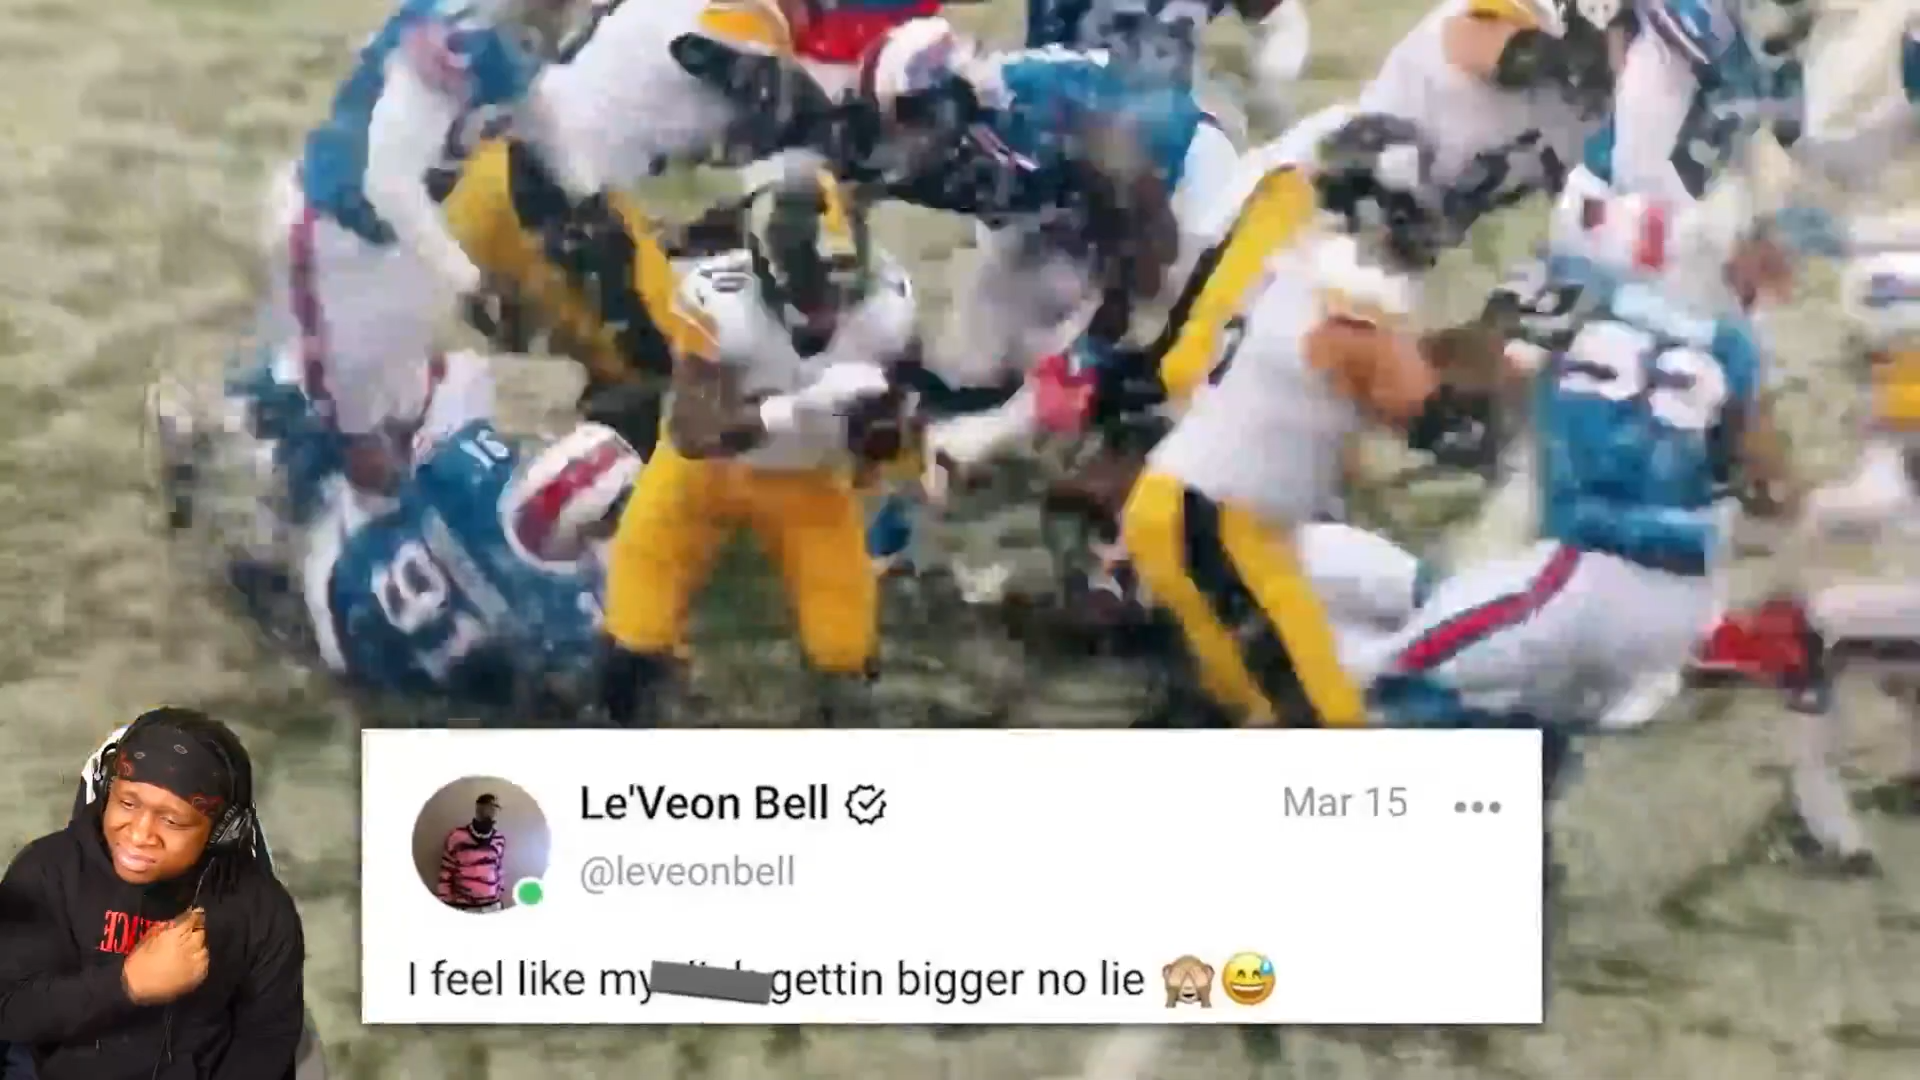 Le'Veon Bell
Mar 15
@leveonbell
I feel like my gettin bigger no lie 🙈😅